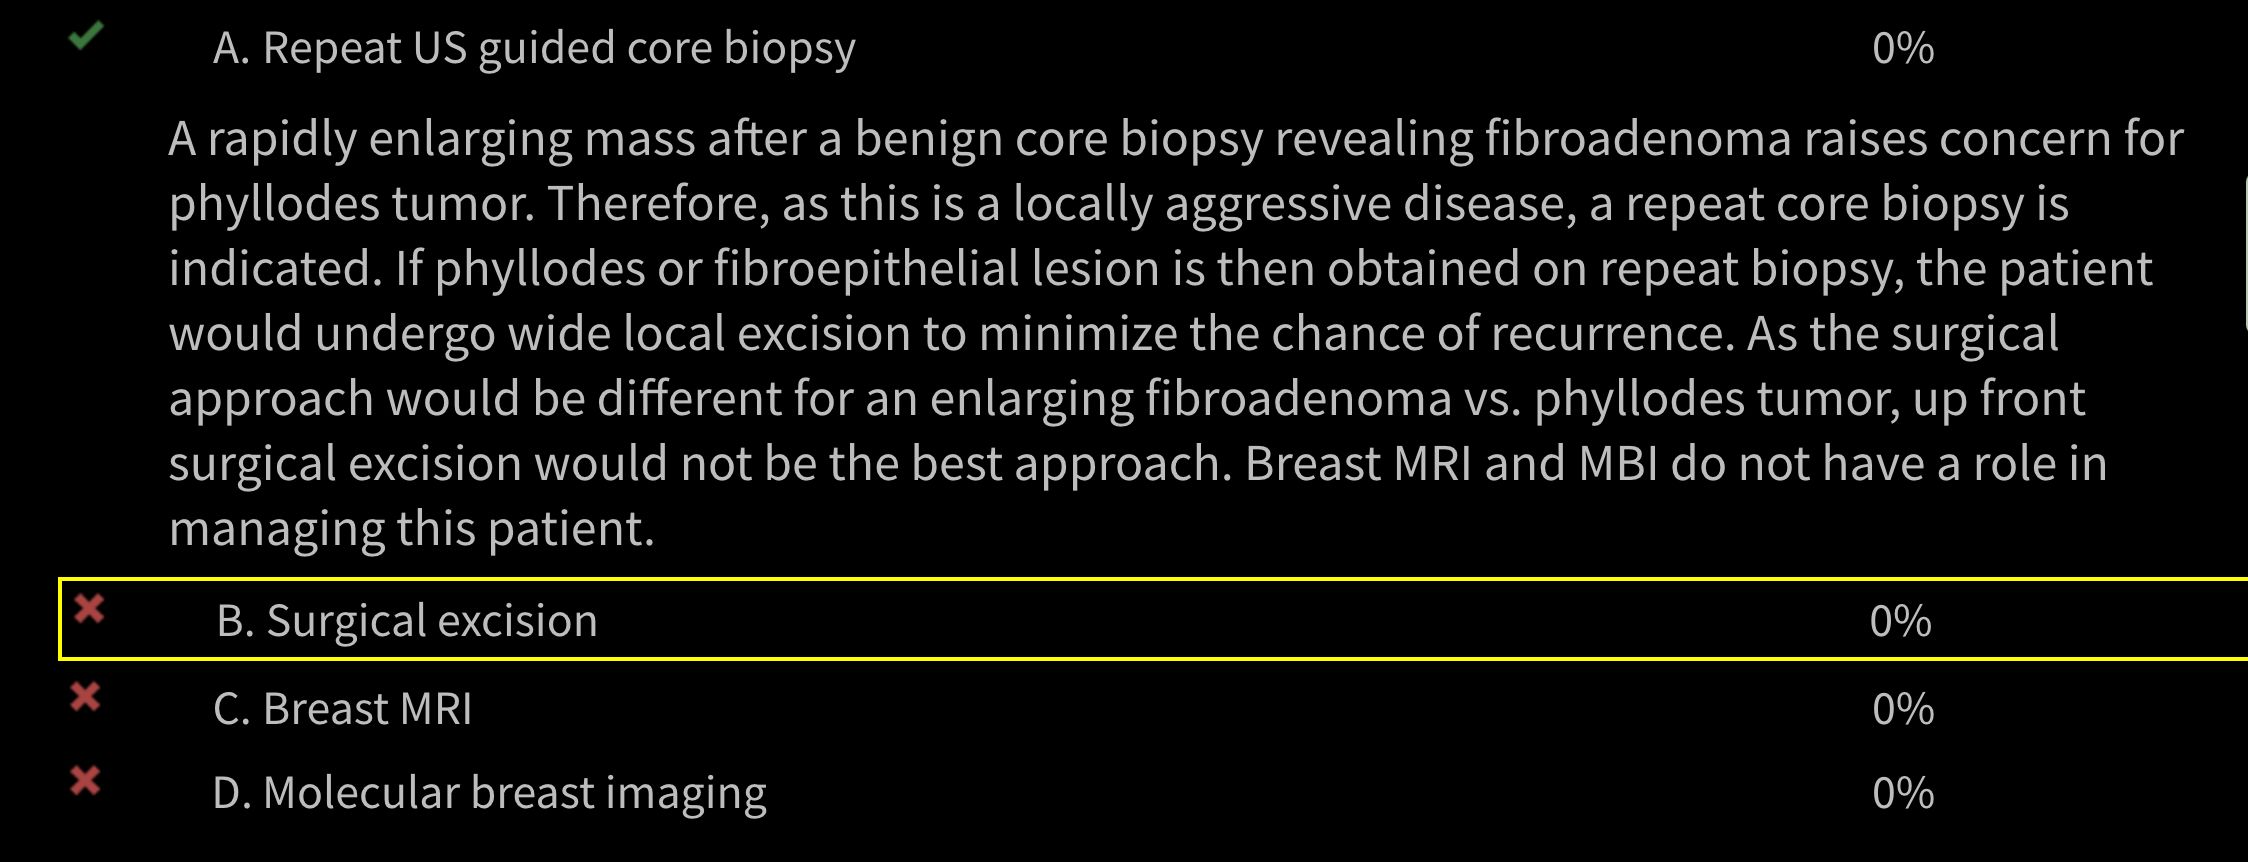 A. Repeat US guided core biopsy 0%
A rapidly enlarging mass after a benign core biopsy revealing fibroadenoma raises concern for
phyllodes tumor. Therefore, as this is a locally aggressive disease, a repeat core biopsy is
indicated. If phyllodes or fibroepithelial lesion is then obtained on repeat biopsy, the patient
would undergo wide local excision to minimize the chance of recurrence. As the surgical
approach would be different for an enlarging fibroadenoma vs. phyllodes tumor, up front
surgical excision would not be the best approach. Breast MRI and MBI do not have a role in
managing this patient.
B. Surgical excision 0%
C. Breast MRI 0%
D. Molecular breast imaging 0%